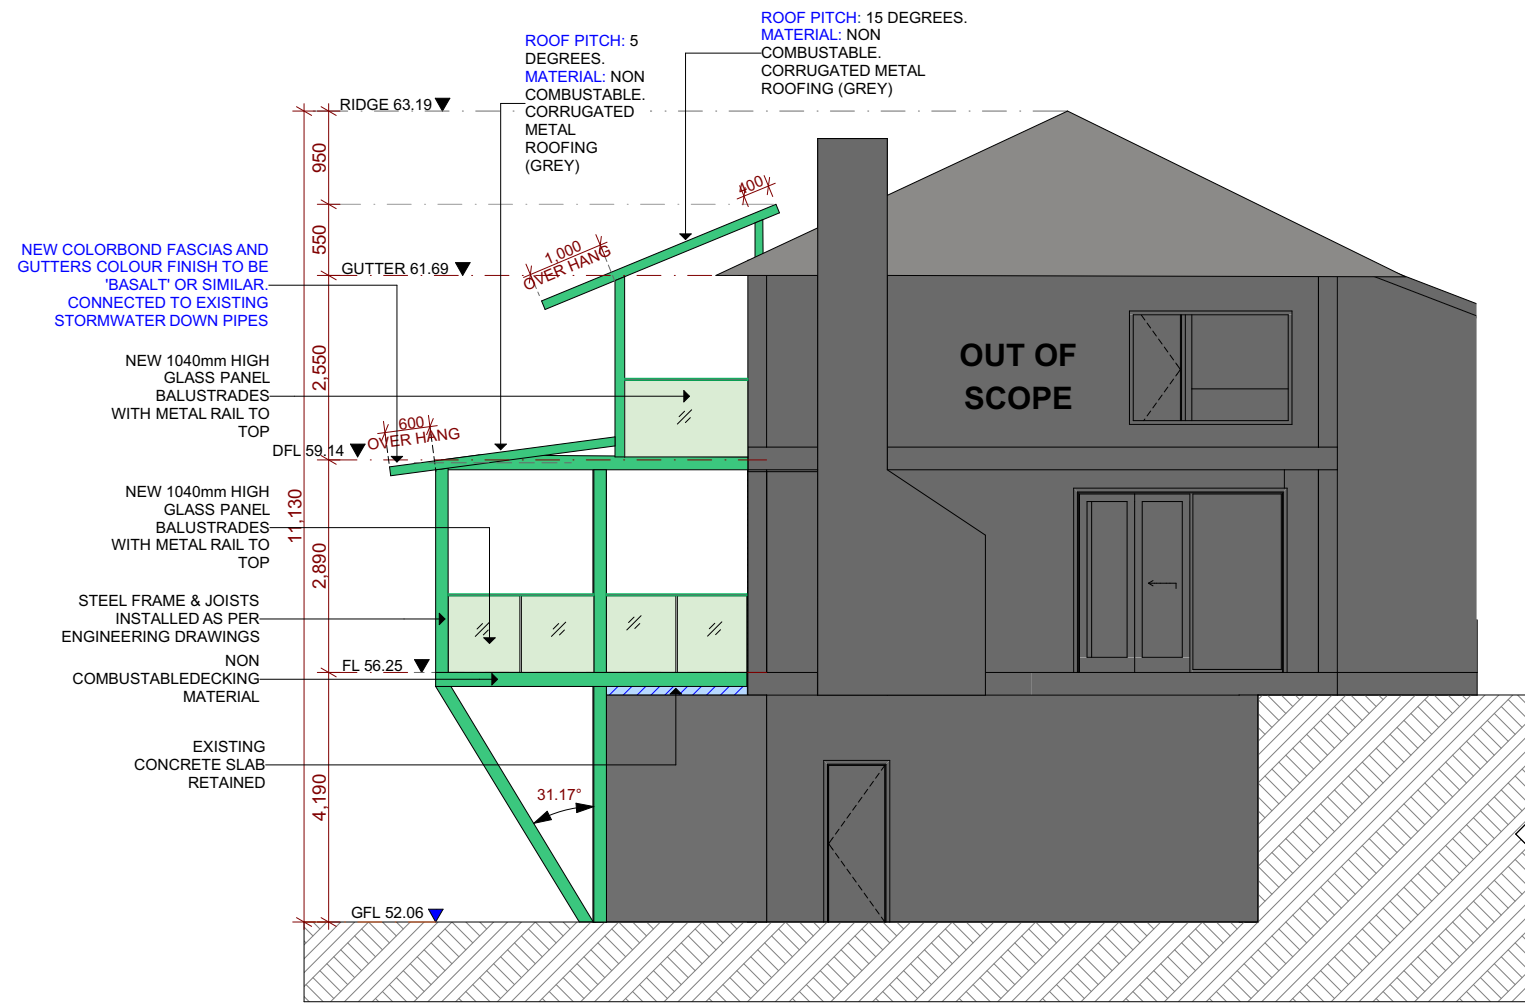 ROOF PITCH: 15 DEGREES.
MATERIAL: NON
COMBUSTABLE.
CORRUGATED METAL
ROOFING (GREY)
ROOF PITCH: 5
DEGREES.
MATERIAL: NON
COMBUSTABLE.
CORRUGATED
METAL
ROOFING
(GREY)
RIDGE 63.19
950
400
550
NEW COLORBOND FASCIAS AND
GUTTERS COLOUR FINISH TO BE
'BASALT' OR SIMILAR.
CONNECTED TO EXISTING
STORMWATER DOWN PIPES
GUTTER 61.69
1,000
OVER HANG
NEW 1040mm HIGH
GLASS PANEL
BALUSTRADES
WITH METAL RAIL TO
TOP
2,550
OUT OF
SCOPE
600
OVER HANG
DFL 59.14
NEW 1040mm HIGH
GLASS PANEL
BALUSTRADES
WITH METAL RAIL TO
TOP
11,130
2,890
STEEL FRAME & JOISTS
INSTALLED AS PER
ENGINEERING DRAWINGS
NON
COMBUSTABLEDECKING
MATERIAL
FL 56.25
EXISTING
CONCRETE SLAB
RETAINED
4,190
31.17°
GFL 52.06